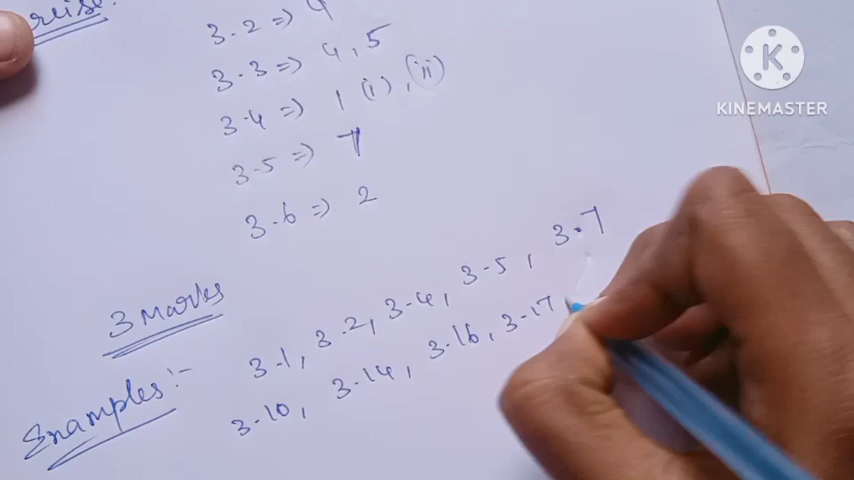 3.2 => 9
3.3 => 4, 5
3.4 => 1 (i), (ii)
3.5 => 7
3.6 => 2
3 Marks
Examples :- 3.1, 3.2, 3.4, 3.5, 3.7
3.10, 3.14, 3.16, 3.17,
KINEMASTER